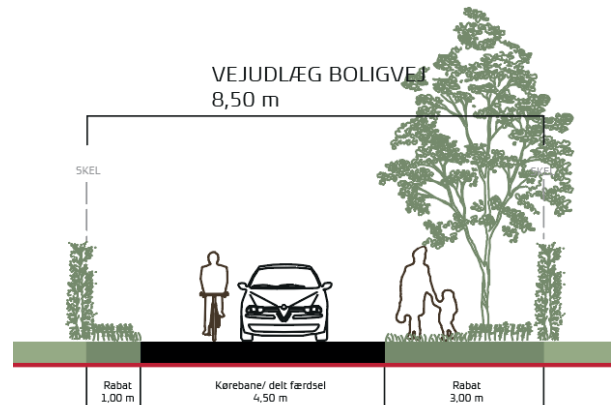 VEJUDLÆG BOLIGVEJ
8,50 m
SKEL
SKEL
Rabat
1,00 m
Kørebane/ delt færdsel
4,50 m
Rabat
3,00 m